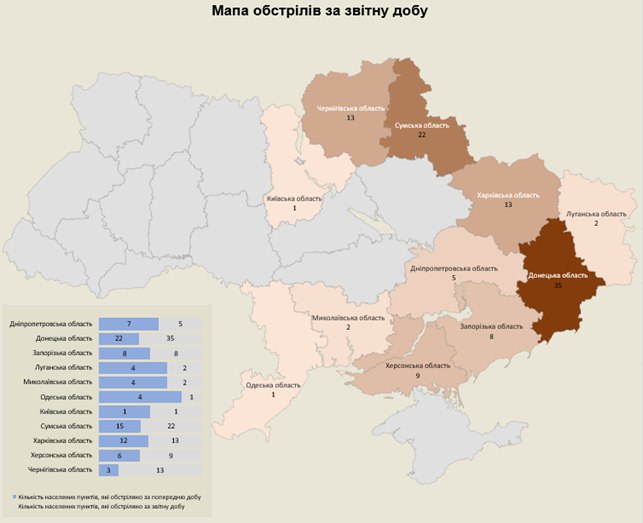 Мапа обстрілів за звітну добу
Чернігівська область
13
Сумська область
22
Київська область
1
Харківська область
13
Луганська область
2
Дніпропетровська область
5
Донецька область
35
Миколаївська область
2
Запорізька область
8
Херсонська область
9
Одеська область
1
Дніпропетровська область 7 5
Донецька область 22 35
Запорізька область 8 8
Луганська область 4 2
Миколаївська область 4 2
Одеська область 4 1
Київська область 1 1
Сумська область 15 22
Харківська область 12 13
Херсонська область 6 9
Чернігівська область 3 13
Кількість населених пунктів, які обстріляно за попередню добу
Кількість населених пунктів, які обстріляно за звітну добу